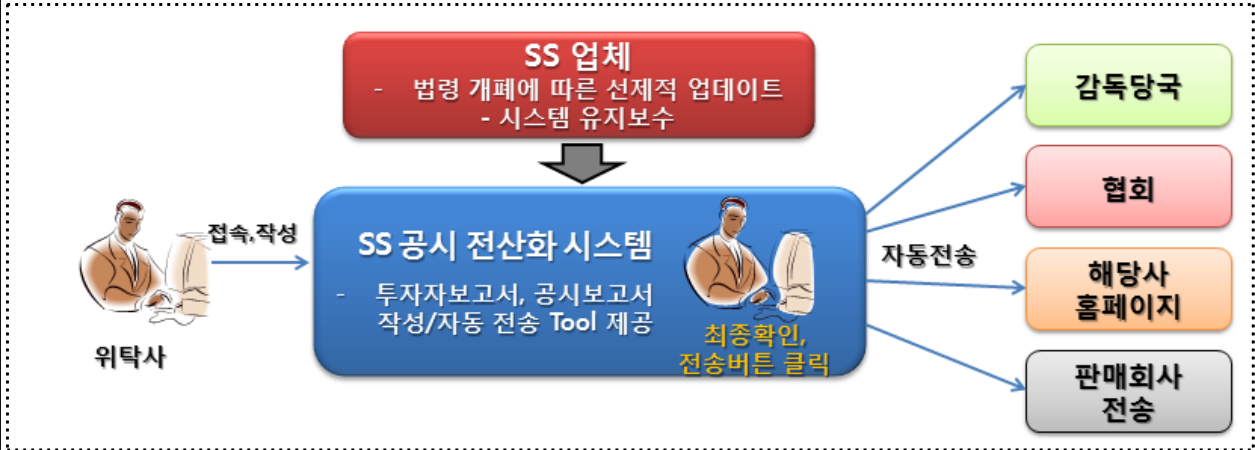 SS 업체
- 법령 개폐에 따른 선제적 업데이트
- 시스템 유지보수
접속,작성
위탁사
SS 공시 전산화 시스템
- 투자자보고서, 공시보고서
작성/자동 전송 Tool 제공
최종확인,
전송버튼 클릭
자동전송
감독당국
협회
해당사
홈페이지
판매회사
전송